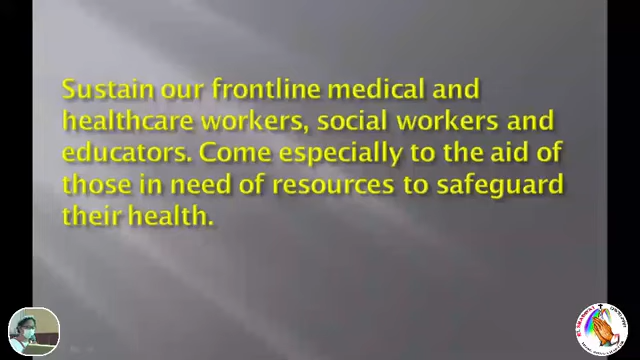 Sustain our frontline medical and
healthcare workers, social workers and
educators. Come especially to the aid of
those in need of resources to safeguard
their health.